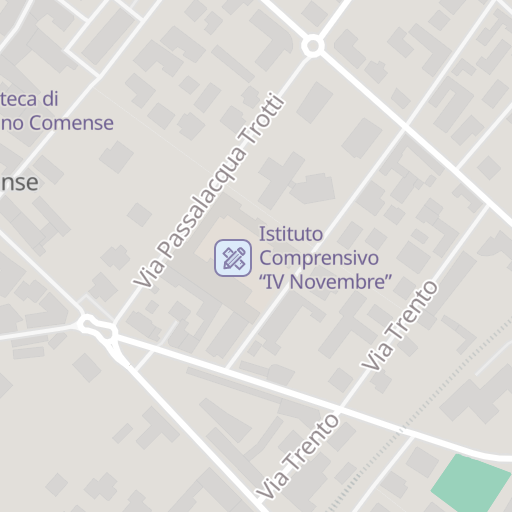 teca di
no Comense
nse
Via Passalacqua Trotti
Istituto
Comprensivo
“IV Novembre”
Via Trento
Via Trento